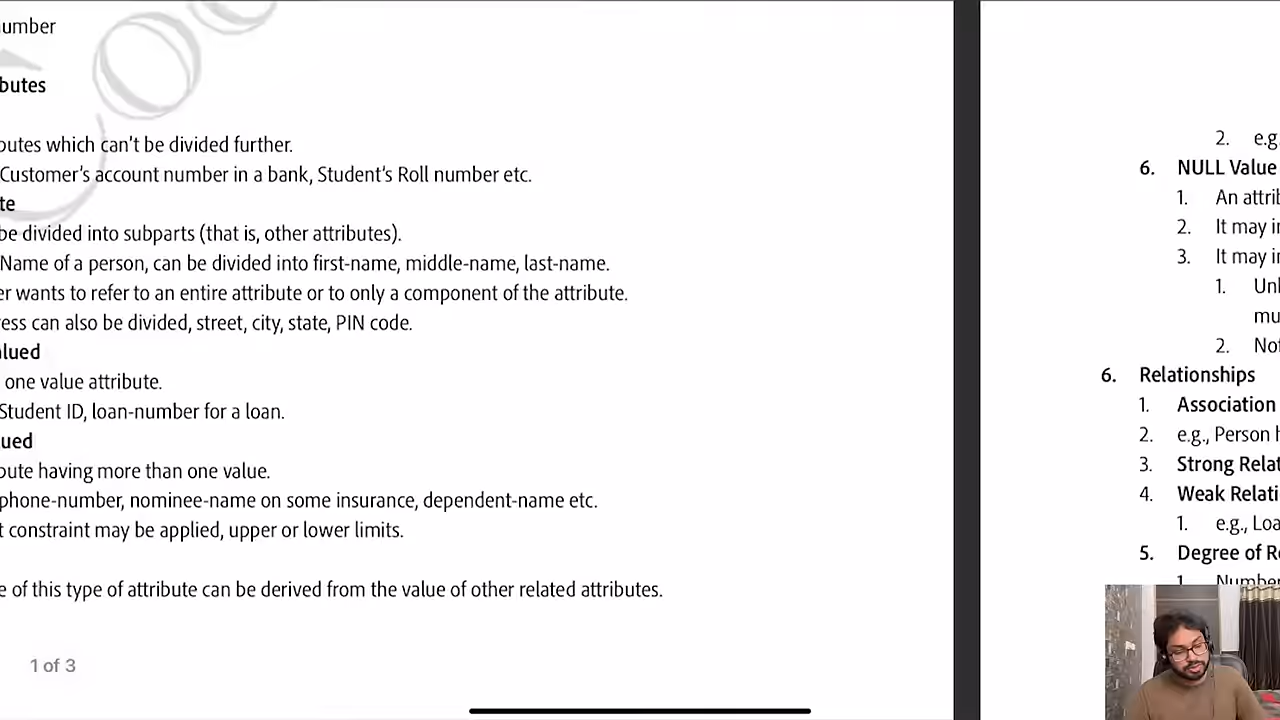 umber
butes
butes which can't be divided further.
Customer's account number in a bank, Student's Roll number etc.
te
be divided into subparts (that is, other attributes).
Name of a person, can be divided into first-name, middle-name, last-name.
er wants to refer to an entire attribute or to only a component of the attribute.
ess can also be divided, street, city, state, PIN code.
alued
one value attribute.
Student ID, loan-number for a loan.
ued
bute having more than one value.
phone-number, nominee-name on some insurance, dependent-name etc.
t constraint may be applied, upper or lower limits.
e of this type of attribute can be derived from the value of other related attributes.
1 of 3
2. e.g
6. NULL Value
1. An attrib
2. It may i
3. It may i
1. Un
mu
2. No
6. Relationships
1. Association
2. e.g., Person h
3. Strong Relat
4. Weak Relati
1. e.g., Loa
5. Degree of Re
1. Number